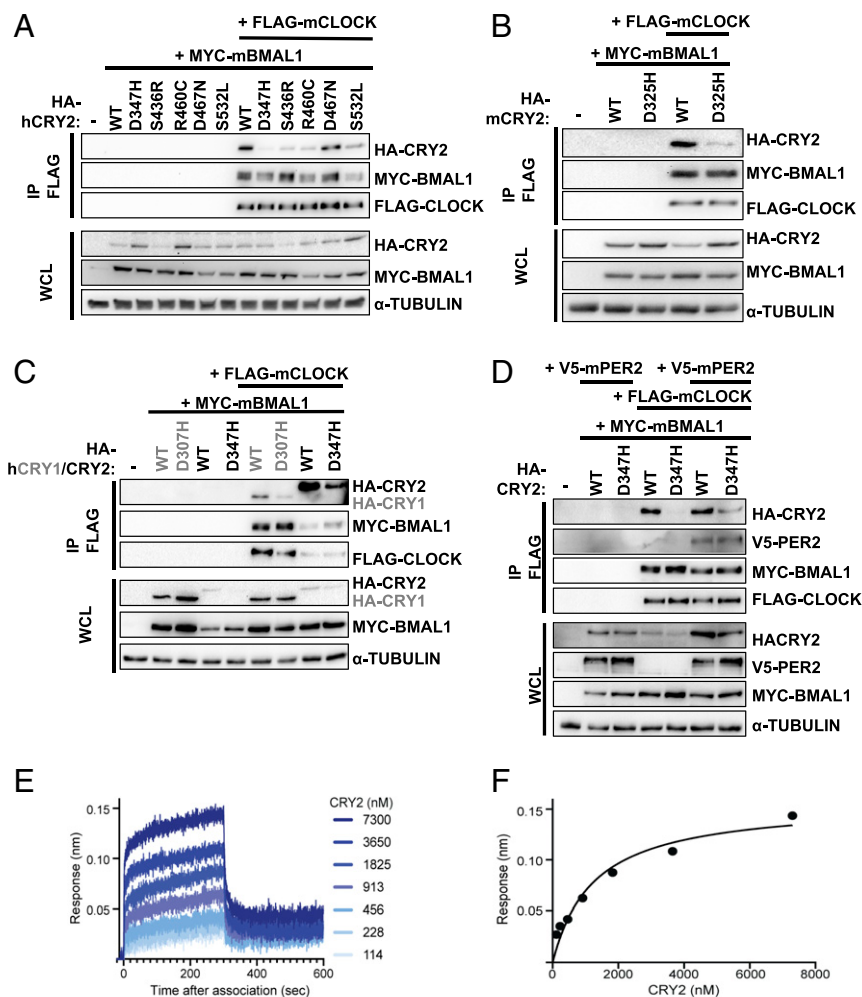 A
+ FLAG-mCLOCK
+ MYC-mBMAL1
HA-
hCRY2:
- WT D347H S436R R460C D467N S532L WT D347H S436R R460C D467N S532L
IP
FLAG
HA-CRY2
MYC-BMAL1
FLAG-CLOCK
WCL
HA-CRY2
MYC-BMAL1
α-TUBULIN
B
+ FLAG-mCLOCK
+ MYC-mBMAL1
HA-
mCRY2:
- WT D325H WT D325H
IP
FLAG
HA-CRY2
MYC-BMAL1
FLAG-CLOCK
WCL
HA-CRY2
MYC-BMAL1
α-TUBULIN
C
+ FLAG-mCLOCK
+ MYC-mBMAL1
HA-
hCRY1/CRY2:
- WT D307H WT D347H WT D307H WT D347H
IP
FLAG
HA-CRY2
HA-CRY1
MYC-BMAL1
FLAG-CLOCK
WCL
HA-CRY2
HA-CRY1
MYC-BMAL1
α-TUBULIN
D
+ V5-mPER2 + V5-mPER2
+ FLAG-mCLOCK
+ MYC-mBMAL1
HA-
CRY2:
- WT D347H WT D347H WT D347H
IP
FLAG
HA-CRY2
V5-PER2
MYC-BMAL1
FLAG-CLOCK
WCL
HACRY2
V5-PER2
MYC-BMAL1
α-TUBULIN
E
Response (nm)
0.15
0.10
0.05
0 200 400 600
Time after association (sec)
CRY2 (nM)
7300
3650
1825
913
456
228
114
F
Response (nm)
0.15
0.10
0.05
0.00
0 2000 4000 6000 8000
CRY2 (nM)